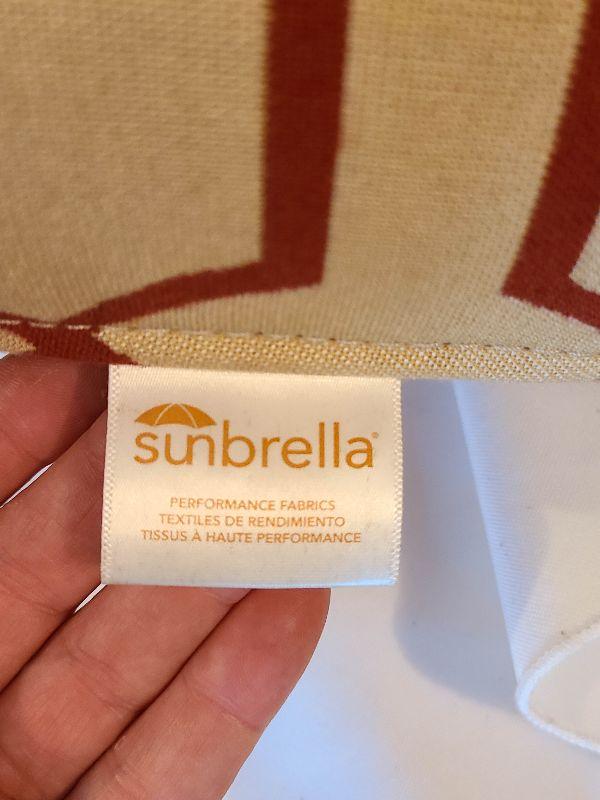 sunbrella®
PERFORMANCE FABRICS
TEXTILES DE RENDIMIENTO
TISSUS À HAUTE PERFORMANCE